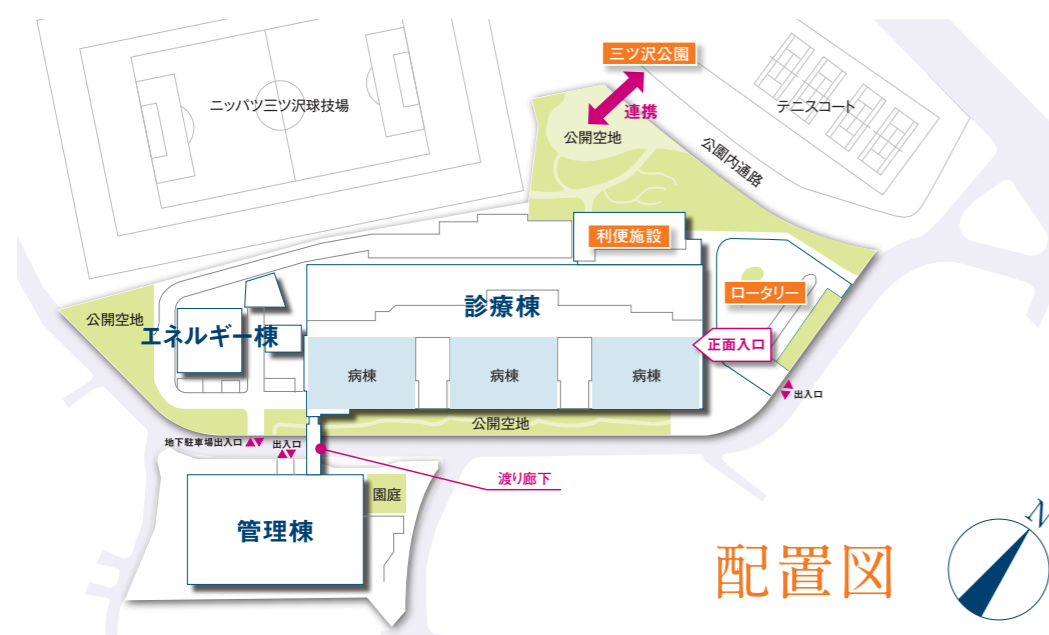 三ツ沢公園
ニッパツ三ツ沢球技場
テニスコート
連携
公開空地
公園内通路
利便施設
ロータリー
診療棟
公開空地
エネルギー棟
正面入口
病棟
病棟
病棟
出入口
公開空地
地下駐車場出入口
出入口
渡り廊下
園庭
管理棟
配置図
N